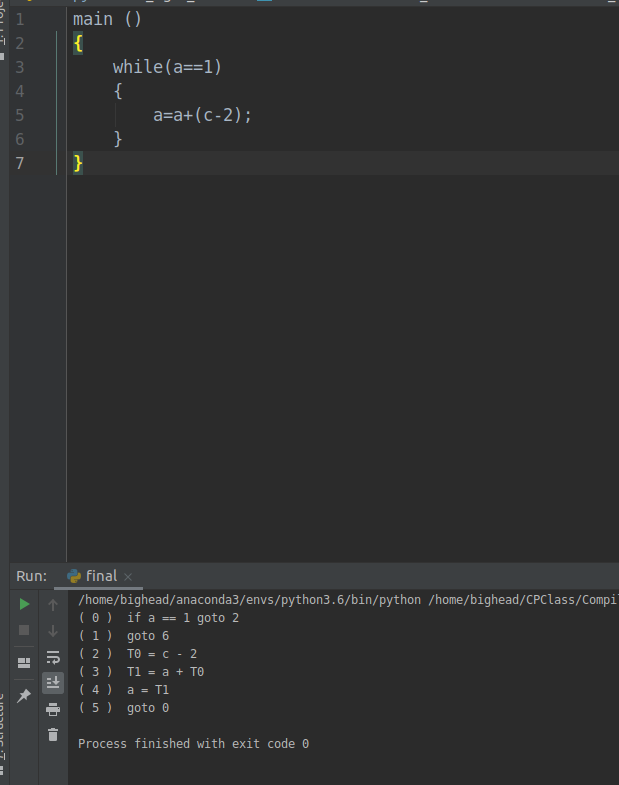 1 main ()
2 {
3 while(a==1)
4 {
5 a=a+(c-2);
6 }
7 }
Run: final ×
/home/bighead/anaconda3/envs/python3.6/bin/python /home/bighead/CPClass/Compil
( 0 ) if a == 1 goto 2
( 1 ) goto 6
( 2 ) T0 = c - 2
( 3 ) T1 = a + T0
( 4 ) a = T1
( 5 ) goto 0
Process finished with exit code 0